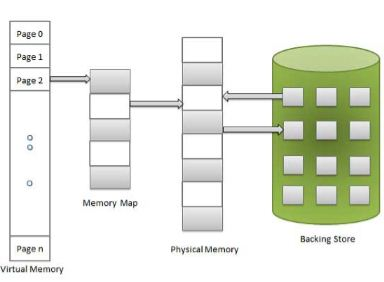 Page 0
Page 1
Page 2
Page n
Virtual Memory
Memory Map
Physical Memory
Backing Store